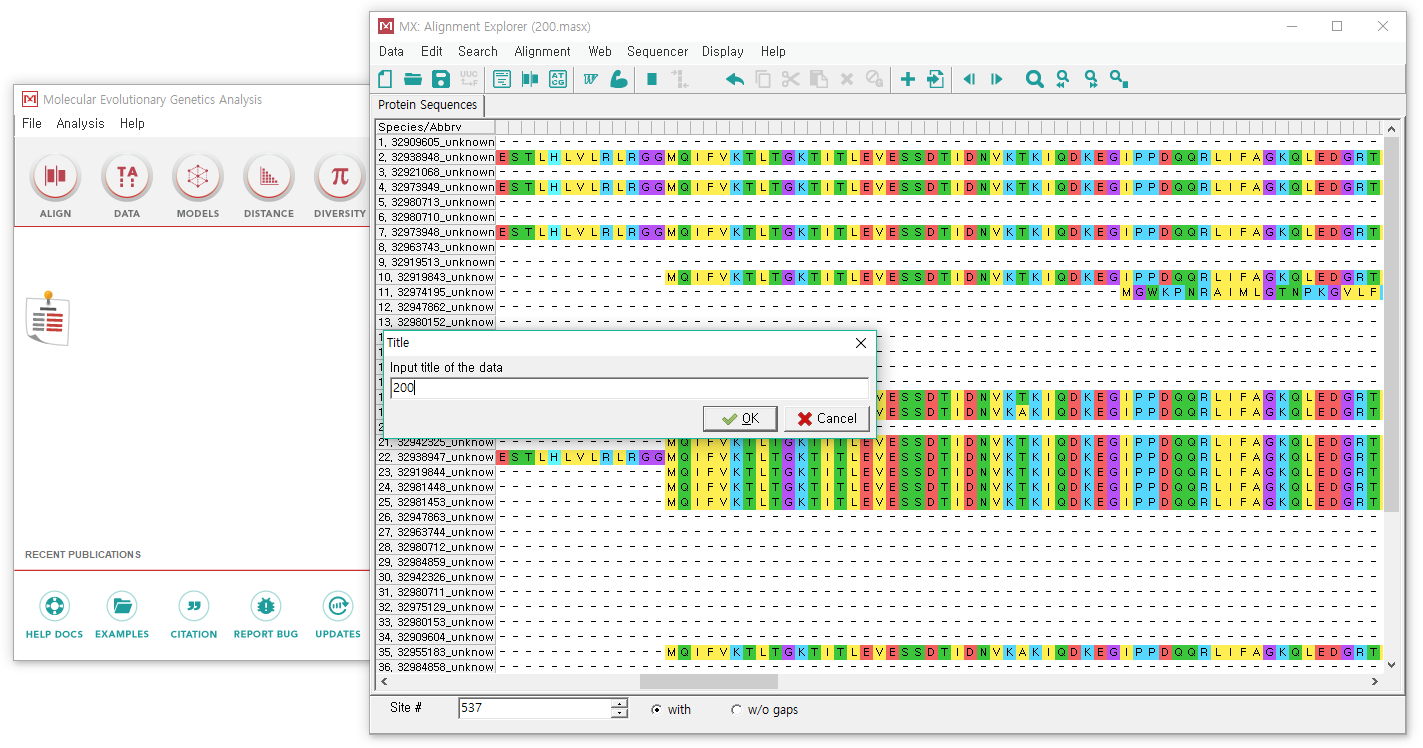 MX: Alignment Explorer (200.masx)
Data Edit Search Alignment Web Sequencer Display Help
UUC
F
AT
CG
W
Protein Sequences
Molecular Evolutionary Genetics Analysis
File Analysis Help
TA
π
ALIGN DATA MODELS DISTANCE DIVERSITY
RECENT PUBLICATIONS
HELP DOCS EXAMPLES CITATION REPORT BUG UPDATES
Species/Abbrv
1, 32909605_unknown
2, 32938948_unknown ESTLHLVLRLRGGMQIFVKTLTGKTITLEVESSDTIDNVKTKIQDKEGIPPDQQRLIFAGKQLEDGRT
3, 32921068_unknown
4, 32973949_unknown ESTLHLVLRLRGGMQIFVKTLTGKTITLEVESSDTIDNVKTKIQDKEGIPPDQQRLIFAGKQLEDGRT
5, 32980713_unknown
6, 32980710_unknown
7, 32973948_unknown ESTLHLVLRLRGGMQIFVKTLTGKTITLEVESSDTIDNVKTKIQDKEGIPPDQQRLIFAGKQLEDGRT
8, 32963743_unknown
9, 32919513_unknown
10, 32919843_unknow MQIFVKTLTGKTITLEVESSDTIDNVKTKIQDKEGIPPDQQRLIFAGKQLEDGRT
11, 32974195_unknow MGWKPNRAIMLGTNPKGVLF
12, 32947862_unknow
13, 32980152_unknow
Title
Input title of the data
200
OK Cancel
VESSDTIDNVKTKIQDKEGIPPDQQRLIFAGKQLEDGRT
VESSDTIDNVKAKIQDKEGIPPDQQRLIFAGKQLEDGRT
21, 32942325_unknow MQIFVKTLTGKTITLEVESSDTIDNVKTKIQDKEGIPPDQQRLIFAGKQLEDGRT
22, 32938947_unknow ESTLHLVLRLRGGMQIFVKTLTGKTITLEVESSDTIDNVKTKIQDKEGIPPDQQRLIFAGKQLEDGRT
23, 32919844_unknow MQIFVKTLTGKTITLEVESSDTIDNVKTKIQDKEGIPPDQQRLIFAGKQLEDGRT
24, 32981448_unknow MQIFVKTLTGKTITLEVESSDTIDNVKTKIQDKEGIPPDQQRLIFAGKQLEDGRT
25, 32981453_unknow MQIFVKTLTGKTITLEVESSDTIDNVKTKIQDKEGIPPDQQRLIFAGKQLEDGRT
26, 32947863_unknow
27, 32963744_unknow
28, 32980712_unknow
29, 32984859_unknow
30, 32942326_unknow
31, 32980711_unknow
32, 32975129_unknow
33, 32980153_unknow
34, 32909604_unknow
35, 32955183_unknow MQIFVKTLTGKTITLEVESSDTIDNVKAKIQDKEGIPPDQQRLIFAGKQLEDGRT
36, 32984858_unknow
Site # 537 with w/o gaps